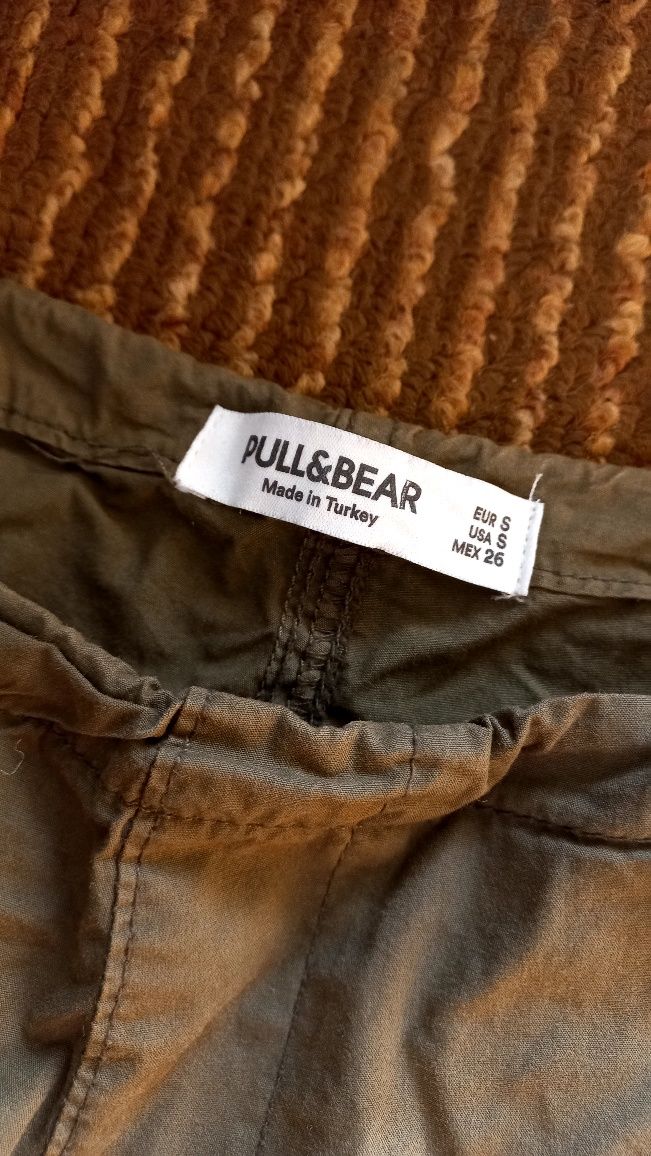 PULL&BEAR
Made in Turkey
EUR S
USA S
MEX 26